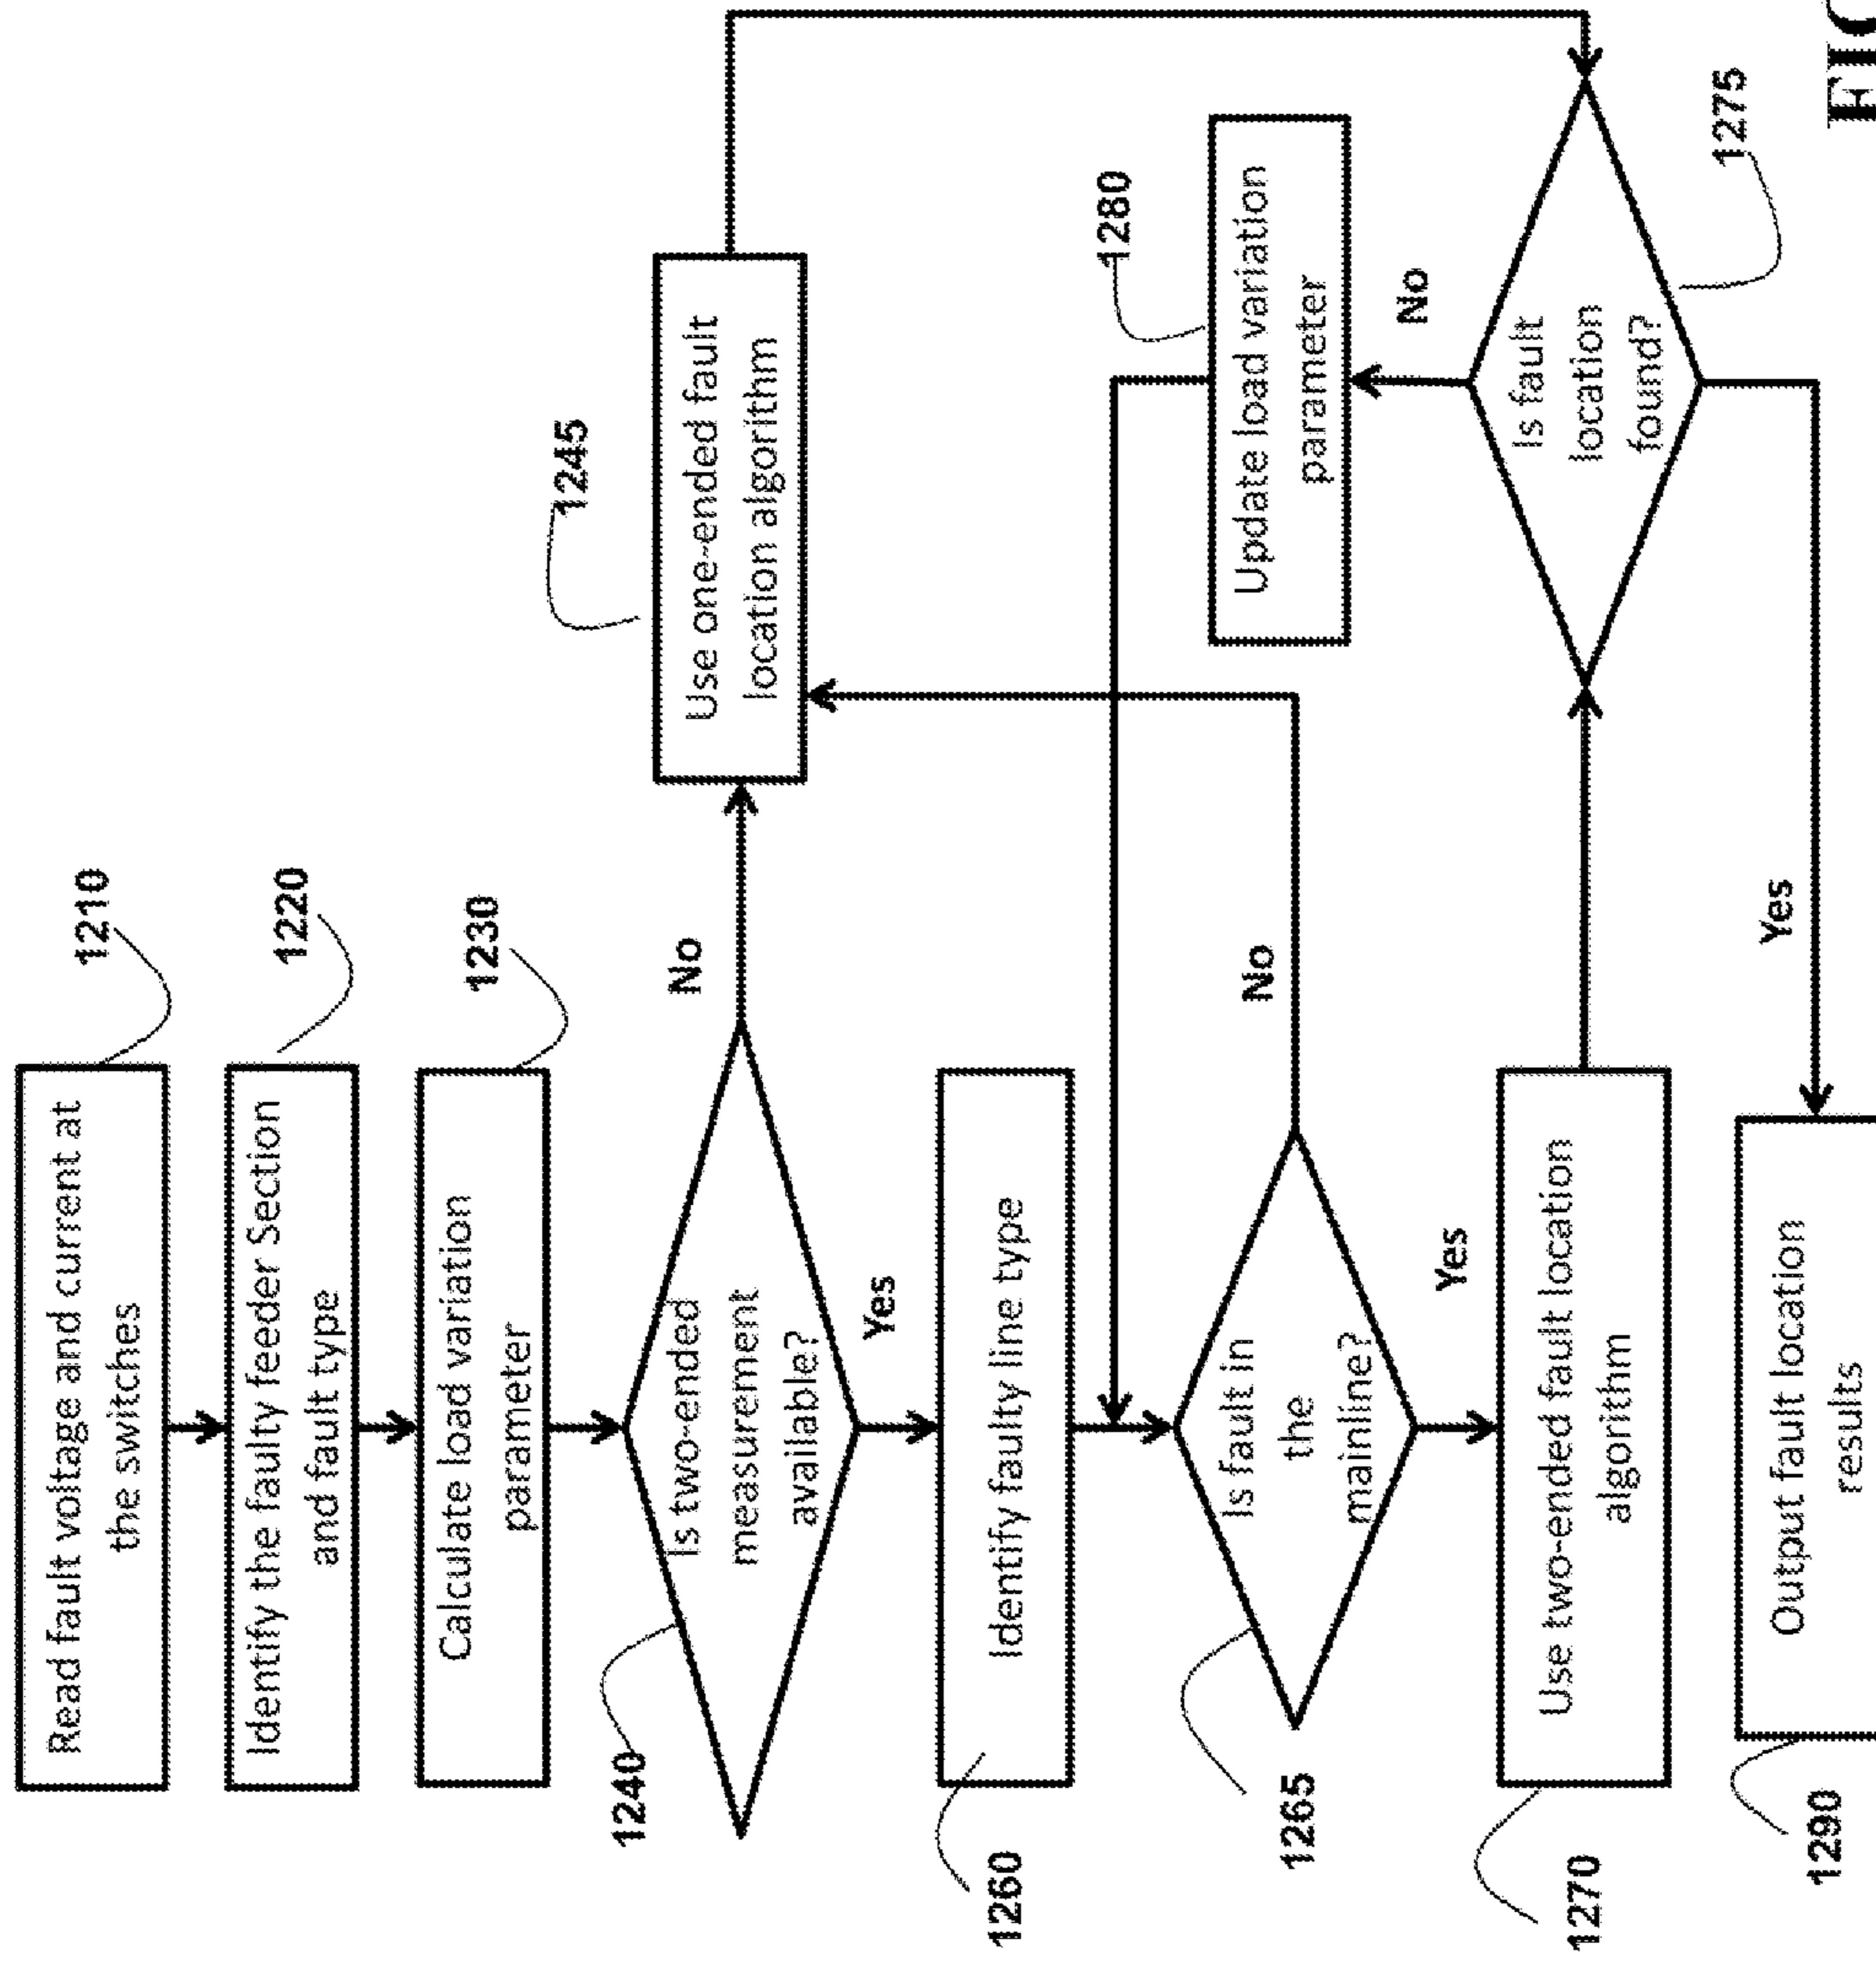 1210
Read fault voltage and current at
the switches
1220
Identify the faulty feeder Section
and fault type
1230
Calculate load variation
parameter
1240
Is two-ended
measurement
available?
No
Yes
1245
Use one-ended fault
location algorithm
1260
Identify faulty line type
1265
Is fault in
the
mainline?
No
Yes
1280
Update load variation
parameter
No
1270
Use two-ended fault location
algorithm
1275
Is fault
location
found?
Yes
1290
Output fault location
results